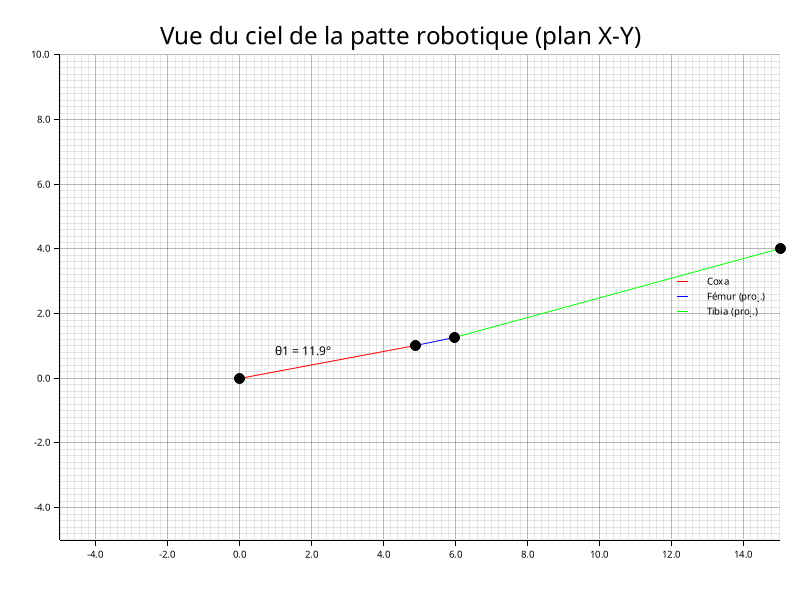 Vue du ciel de la patte robotique (plan X-Y)
10.0
8.0
6.0
4.0
2.0
0.0
-2.0
-4.0
θ1 = 11.9°
Coxa
Fémur (proj.)
Tibia (proj.)
-4.0 -2.0 0.0 2.0 4.0 6.0 8.0 10.0 12.0 14.0